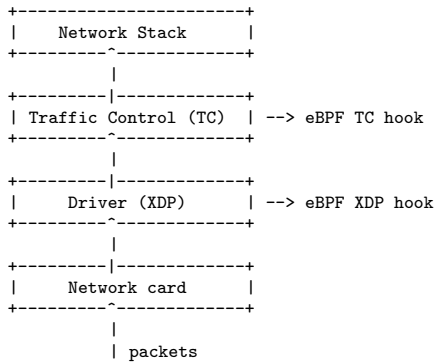 Network Stack
Traffic Control (TC) --> eBPF TC hook
Driver (XDP) --> eBPF XDP hook
Network card
packets